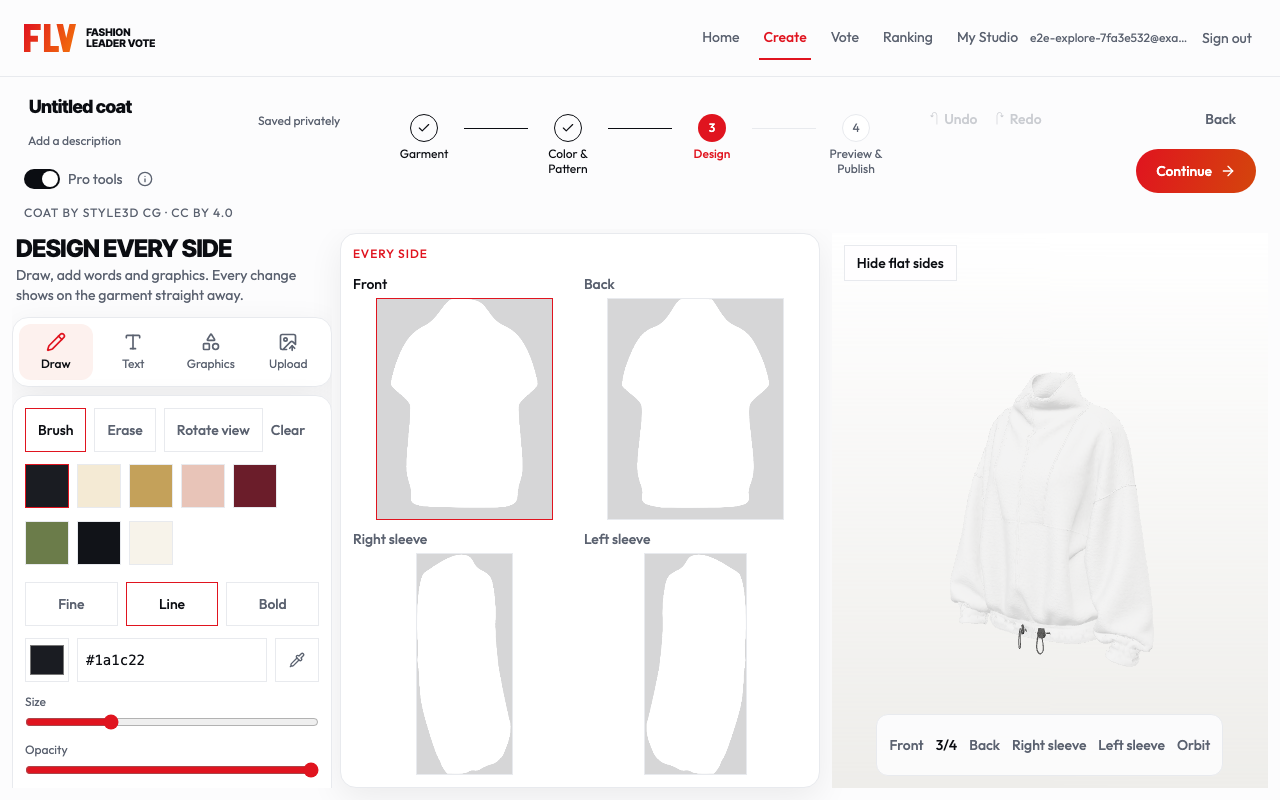 FLV
FASHION
LEADER VOTE
Home
Create
Vote
Ranking
My Studio
e2e-explore-7fa3e532@exa...
Sign out
Untitled coat
Add a description
Saved privately
Garment
Color &
Pattern
3
Design
4
Preview &
Publish
Undo
Redo
Back
Continue
Pro tools
COAT BY STYLE3D CG · CC BY 4.0
DESIGN EVERY SIDE
Draw, add words and graphics. Every change
shows on the garment straight away.
Draw
Text
Graphics
Upload
Brush
Erase
Rotate view
Clear
Fine
Line
Bold
#1a1c22
Size
Opacity
EVERY SIDE
Front
Back
Right sleeve
Left sleeve
Hide flat sides
Front
3/4
Back
Right sleeve
Left sleeve
Orbit